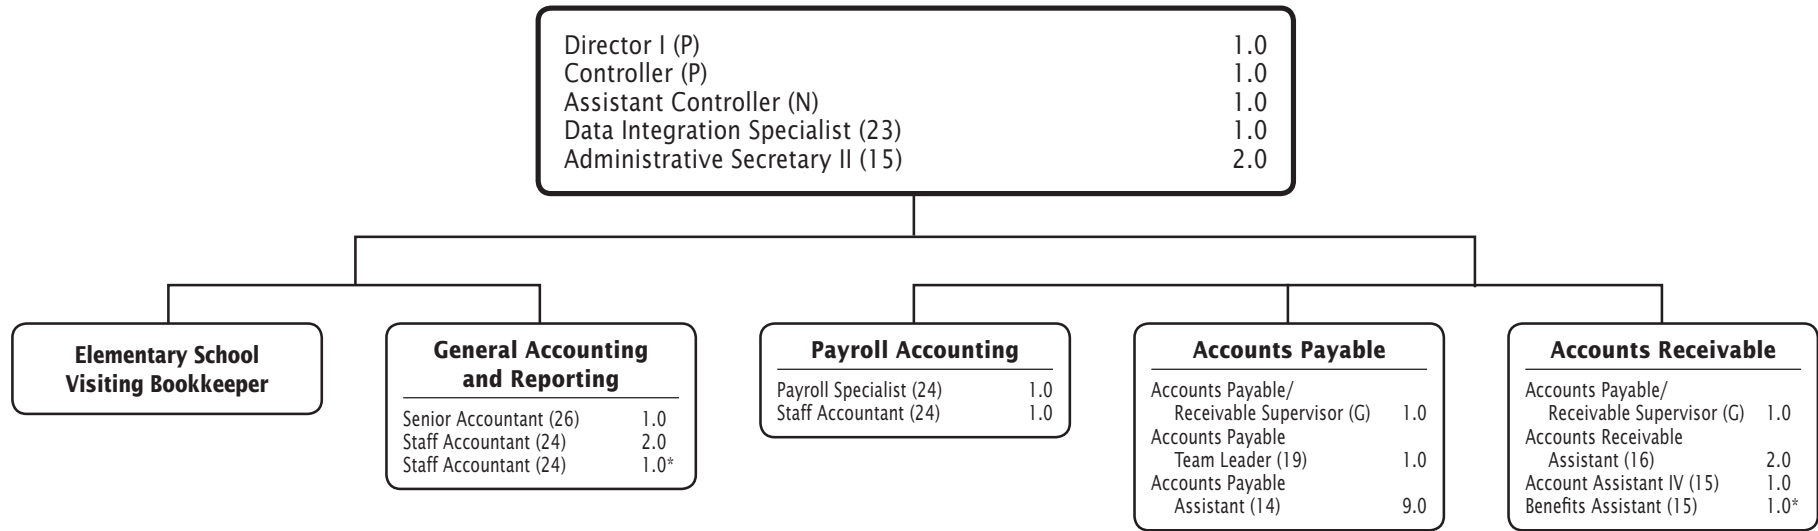 Director I (P) 1.0
Controller (P) 1.0
Assistant Controller (N) 1.0
Data Integration Specialist (23) 1.0
Administrative Secretary II (15) 2.0
Elementary School
Visiting Bookkeeper
General Accounting
and Reporting
Senior Accountant (26) 1.0
Staff Accountant (24) 2.0
Staff Accountant (24) 1.0*
Payroll Accounting
Payroll Specialist (24) 1.0
Staff Accountant (24) 1.0
Accounts Payable
Accounts Payable/
Receivable Supervisor (G) 1.0
Accounts Payable
Team Leader (19) 1.0
Accounts Payable
Assistant (14) 9.0
Accounts Receivable
Accounts Payable/
Receivable Supervisor (G) 1.0
Accounts Receivable
Assistant (16) 2.0
Account Assistant IV (15) 1.0
Benefits Assistant (15) 1.0*